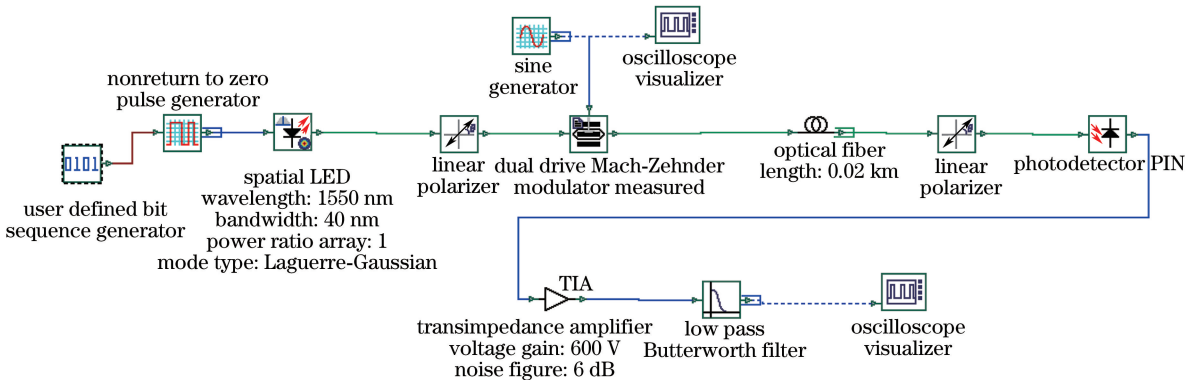 nonreturn to zero
pulse generator
0101
user defined bit
sequence generator
spatial LED
wavelength: 1550 nm
bandwidth: 40 nm
power ratio array: 1
mode type: Laguerre-Gaussian
sine
generator
oscilloscope
visualizer
linear
polarizer
dual drive Mach-Zehnder
modulator measured
optical fiber
length: 0.02 km
linear
polarizer
photodetector PIN
TIA
transimpedance amplifier
voltage gain: 600 V
noise figure: 6 dB
low pass
Butterworth filter
oscilloscope
visualizer